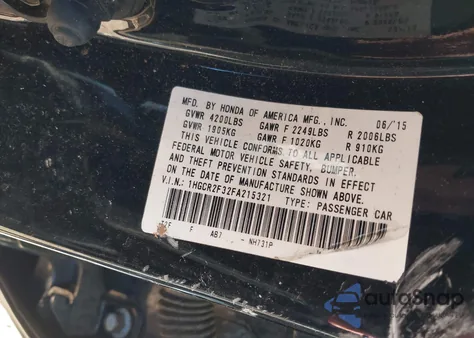 MFD. BY HONDA OF AMERICA MFG., INC. 06/15
GVWR 4200LBS GAWR F 2249LBS R 2006LBS
GVWR 1905KG GAWR F 1020KG R 910KG
THIS VEHICLE CONFORMS TO ALL APPLICABLE
FEDERAL MOTOR VEHICLE SAFETY, BUMPER,
AND THEFT PREVENTION STANDARDS IN EFFECT
ON THE DATE OF MANUFACTURE SHOWN ABOVE.
V.I.N: 1HGCR2F32FA215321 TYPE: PASSENGER CAR
F AB7 - NH731P
autoSnap